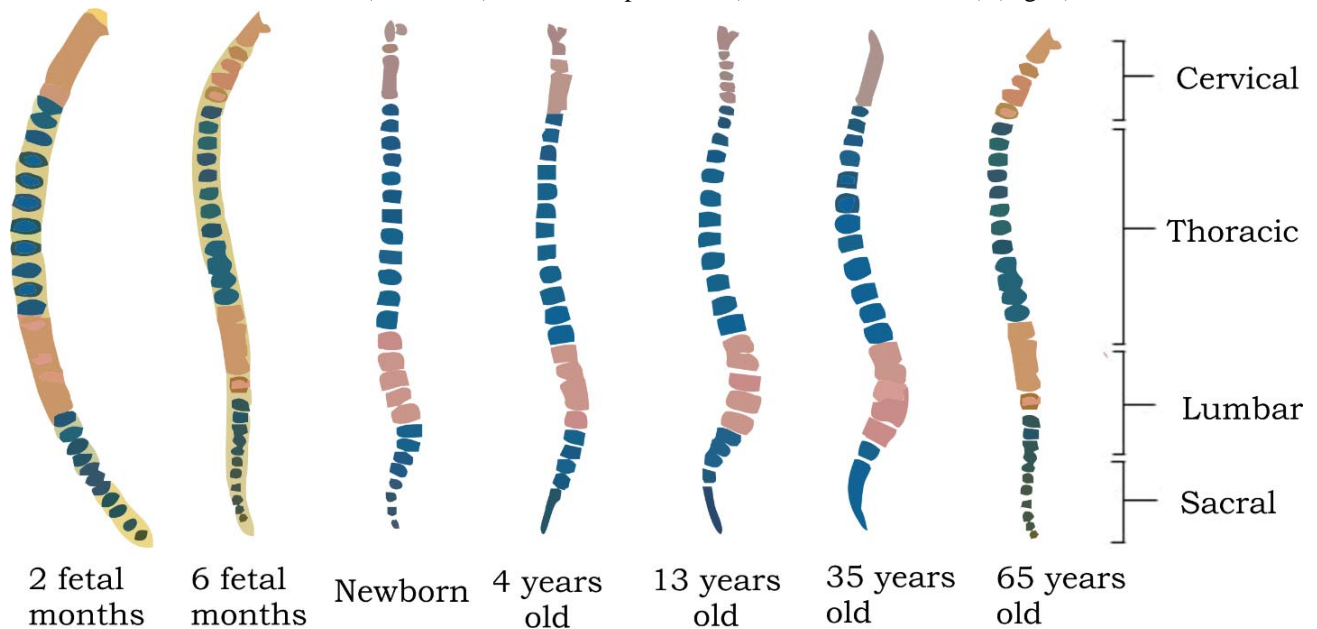 Cervical
Thoracic
Lumbar
Sacral
2 fetal
months
6 fetal
months
Newborn
4 years
old
13 years
old
35 years
old
65 years
old